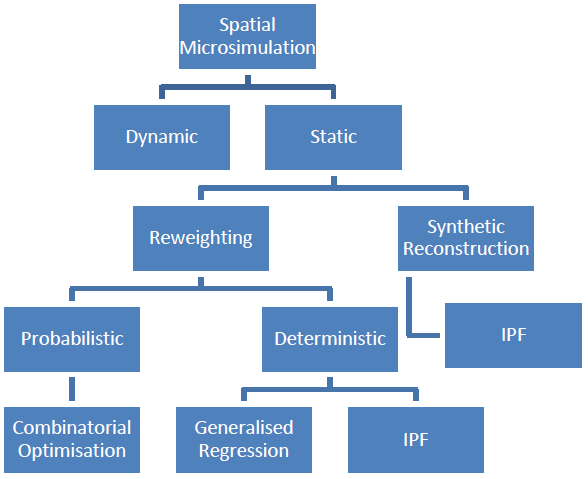 Spatial
Microsimulation
Dynamic
Static
Reweighting
Synthetic
Reconstruction
Probabilistic
Deterministic
IPF
Combinatorial
Optimisation
Generalised
Regression
IPF